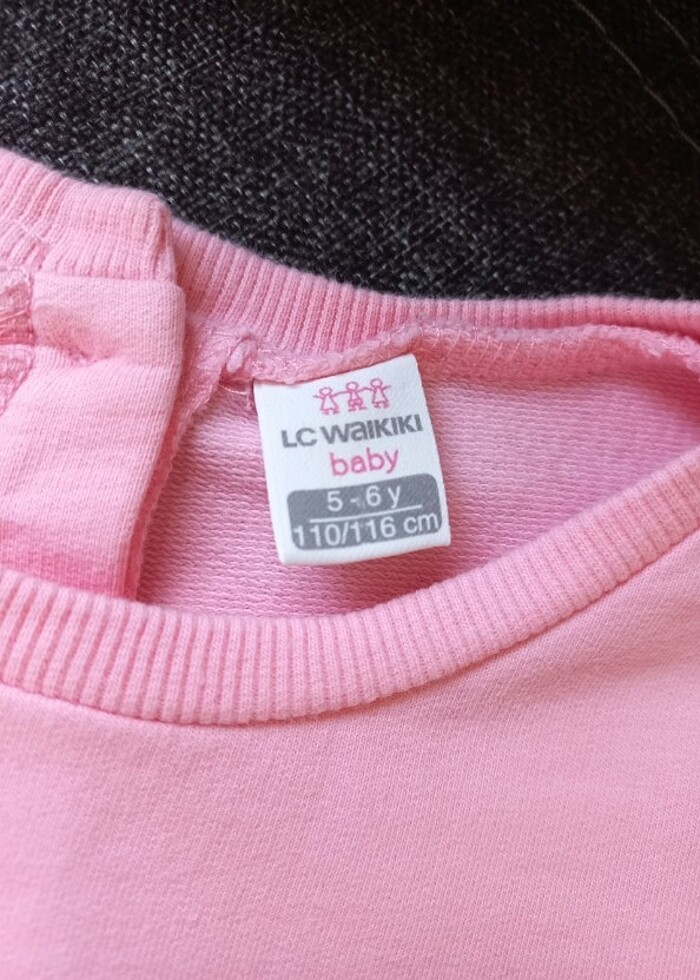 LC WAIKIKI
baby
5-6 y
110/116 cm